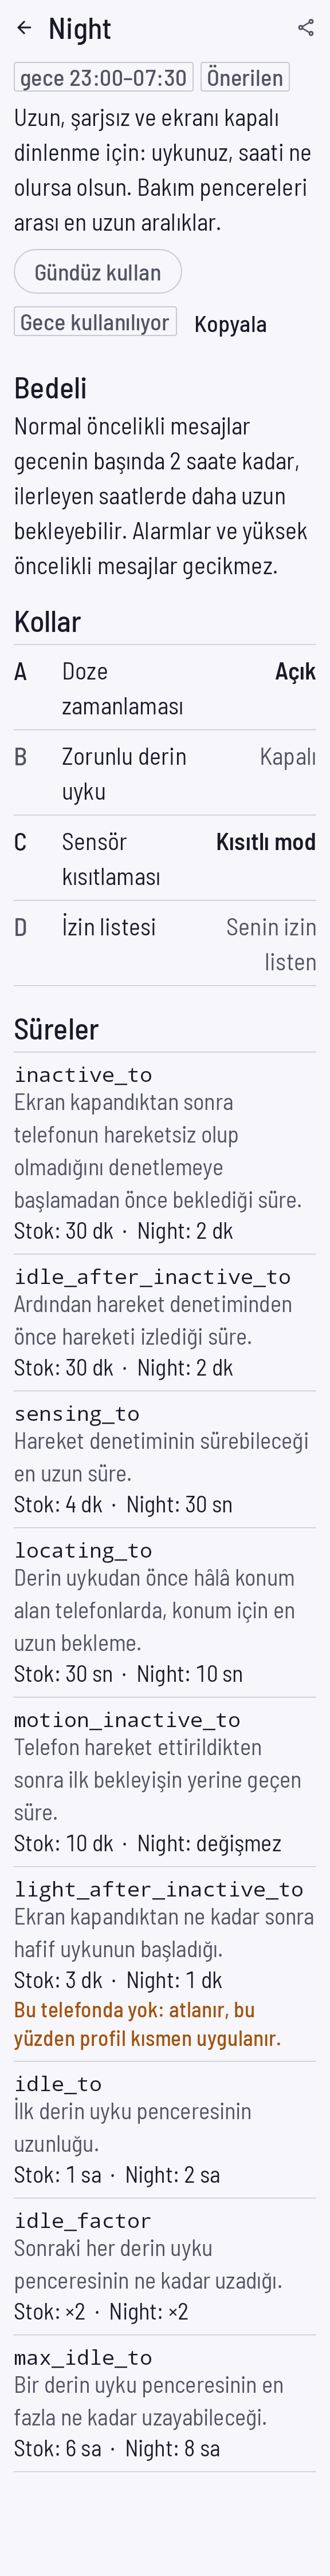 Night
gece 23:00–07:30 Önerilen
Uzun, şarjsız ve ekranı kapalı
dinlenme için: uykunuz, saati ne
olursa olsun. Bakım pencereleri
arası en uzun aralıklar.
Gündüz kullan
Gece kullanılıyor Kopyala
Bedeli
Normal öncelikli mesajlar
gecenin başında 2 saate kadar,
ilerleyen saatlerde daha uzun
bekleyebilir. Alarmlar ve yüksek
öncelikli mesajlar gecikmez.
Kollar
A Doze Açık
zamanlaması
B Zorunlu derin Kapalı
uyku
C Sensör Kısıtlı mod
kısıtlaması
D İzin listesi Senin izin
listen
Süreler
inactive_to
Ekran kapandıktan sonra
telefonun hareketsiz olup
olmadığını denetlemeye
başlamadan önce beklediği süre.
Stok: 30 dk · Night: 2 dk
idle_after_inactive_to
Ardından hareket denetiminden
önce hareketi izlediği süre.
Stok: 30 dk · Night: 2 dk
sensing_to
Hareket denetiminin sürebileceği
en uzun süre.
Stok: 4 dk · Night: 30 sn
locating_to
Derin uykudan önce hâlâ konum
alan telefonlarda, konum için en
uzun bekleme.
Stok: 30 sn · Night: 10 sn
motion_inactive_to
Telefon hareket ettirildikten
sonra ilk bekleyişin yerine geçen
süre.
Stok: 10 dk · Night: değişmez
light_after_inactive_to
Ekran kapandıktan ne kadar sonra
hafif uykunun başladığı.
Stok: 3 dk · Night: 1 dk
Bu telefonda yok: atlanır, bu
yüzden profil kısmen uygulanır.
idle_to
İlk derin uyku penceresinin
uzunluğu.
Stok: 1 sa · Night: 2 sa
idle_factor
Sonraki her derin uyku
penceresinin ne kadar uzadığı.
Stok: ×2 · Night: ×2
max_idle_to
Bir derin uyku penceresinin en
fazla ne kadar uzayabileceği.
Stok: 6 sa · Night: 8 sa